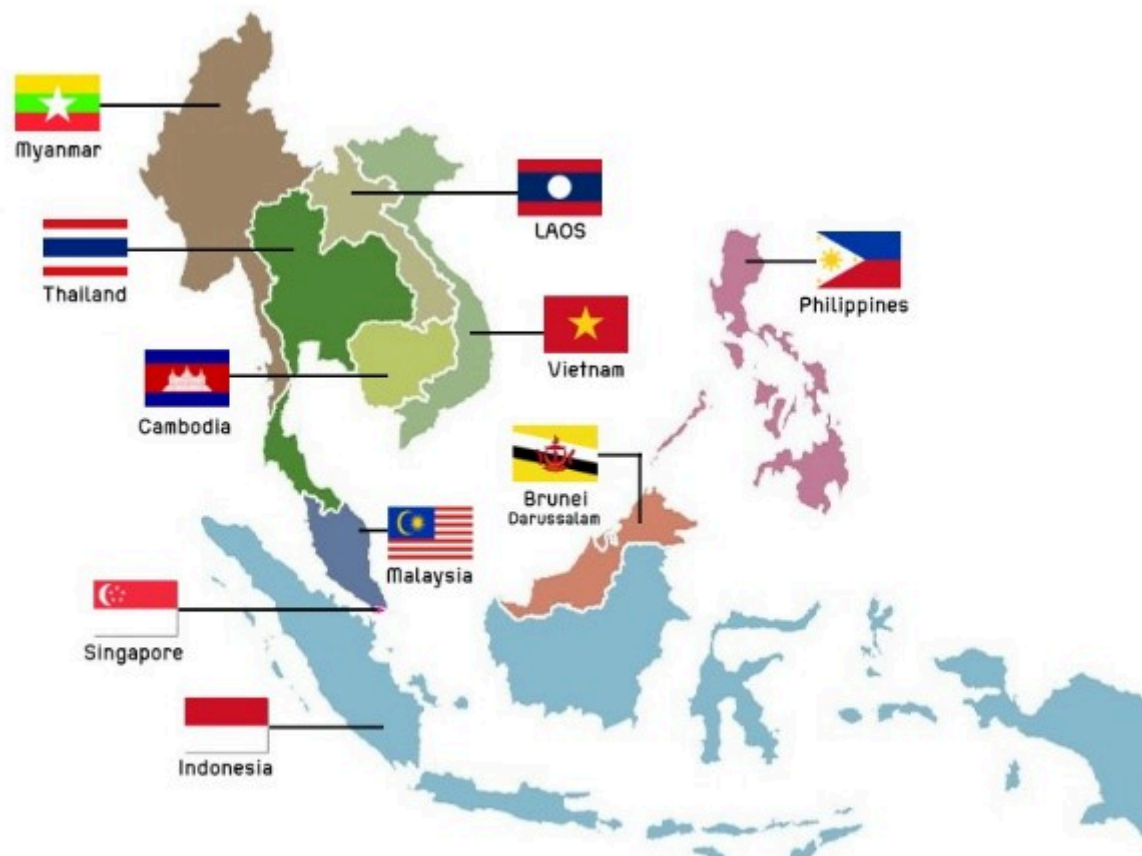 Myanmar
LAOS
Thailand
Philippines
Vietnam
Cambodia
Brunei
Darussalam
Malaysia
Singapore
Indonesia